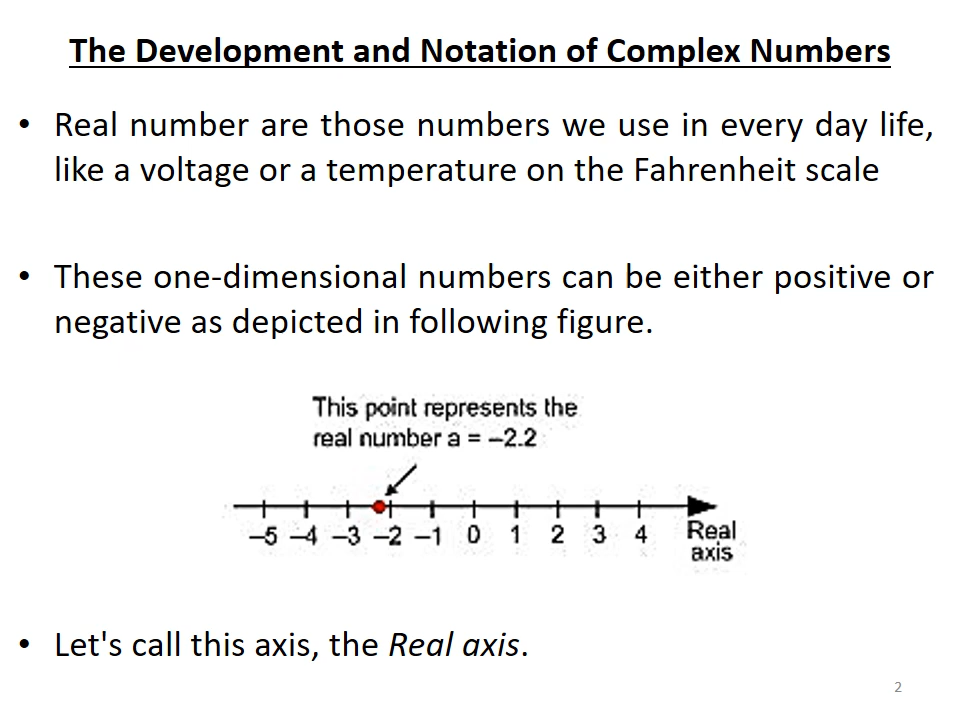 The Development and Notation of Complex Numbers
• Real number are those numbers we use in every day life,
like a voltage or a temperature on the Fahrenheit scale
• These one-dimensional numbers can be either positive or
negative as depicted in following figure.
This point represents the
real number a = –2.2
–5 –4 –3 –2 –1 0 1 2 3 4 Real
axis
• Let's call this axis, the Real axis.
2